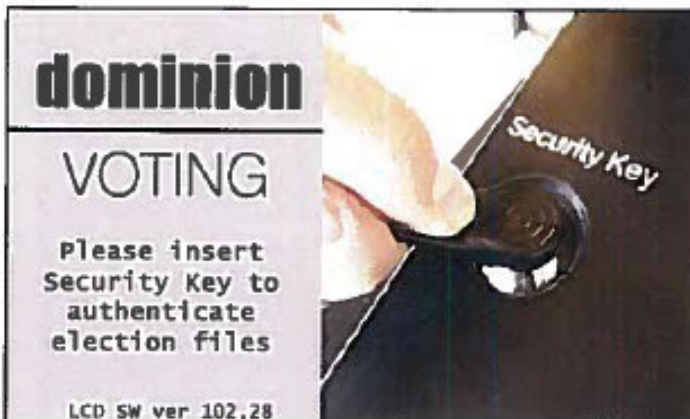 dominion
VOTING
Please insert
Security Key to
authenticate
election files
LCD SW ver 102.28
Security Key